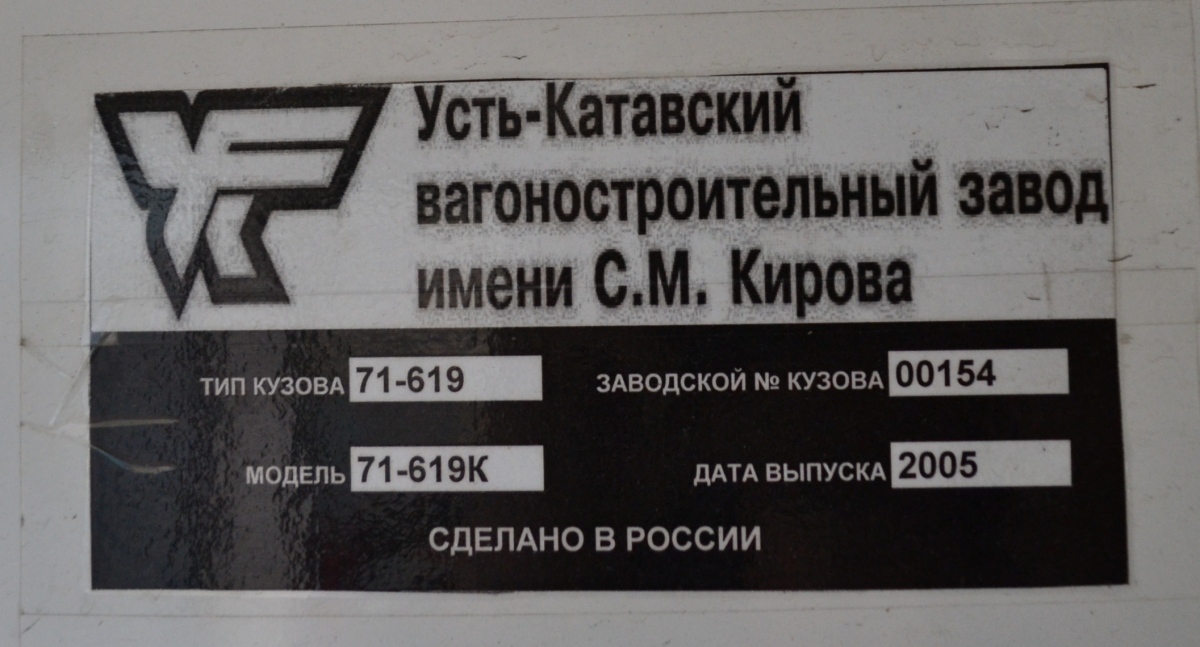 Усть-Катавский
вагоностроительный завод
имени С.М. Кирова
ТИП КУЗОВА 71-619 ЗАВОДСКОЙ № КУЗОВА 00154
МОДЕЛЬ 71-619К ДАТА ВЫПУСКА 2005
СДЕЛАНО В РОССИИ